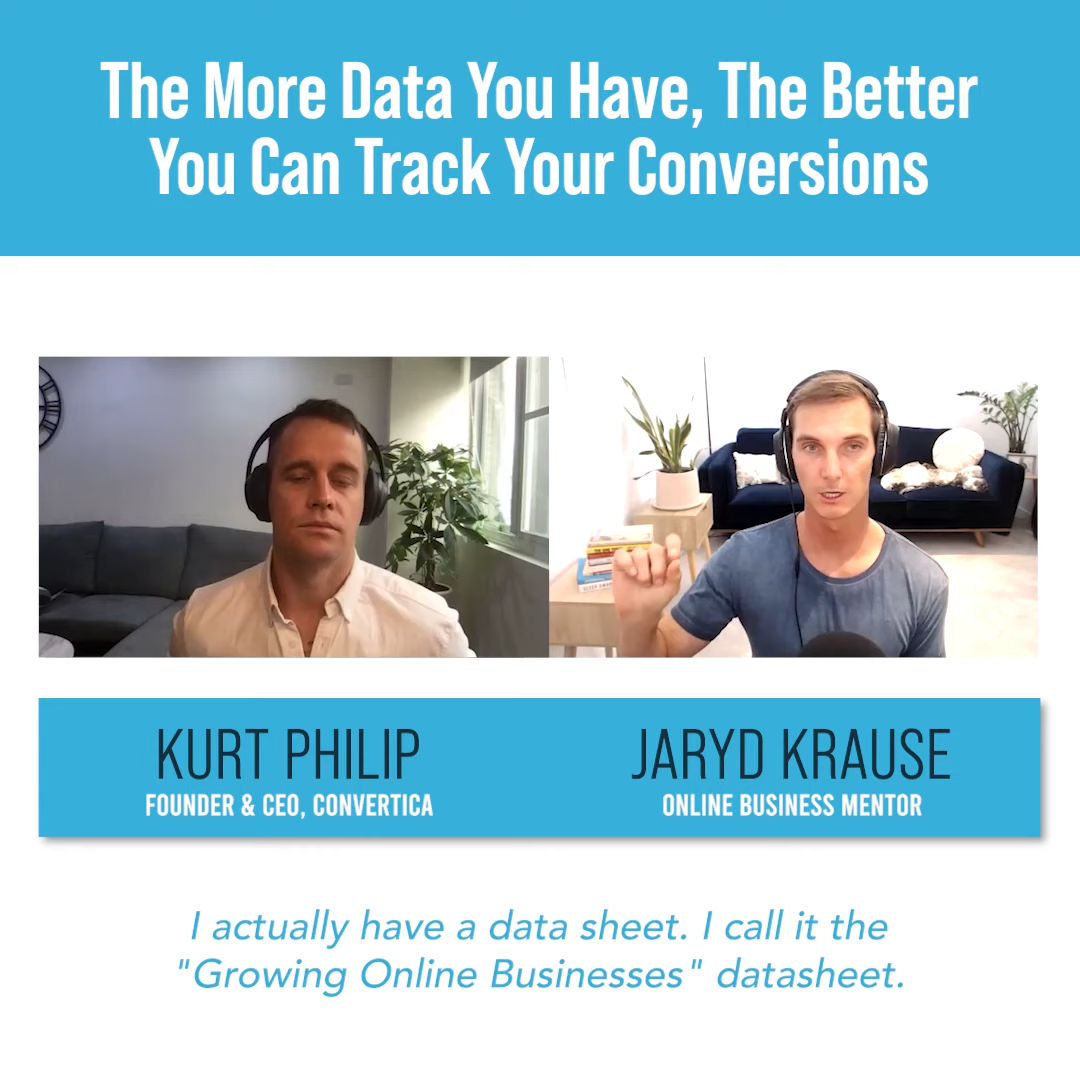 The More Data You Have, The Better
You Can Track Your Conversions
KURT PHILIP
FOUNDER & CEO, CONVERTICA
JARYD KRAUSE
ONLINE BUSINESS MENTOR
I actually have a data sheet. I call it the
"Growing Online Businesses" datasheet.